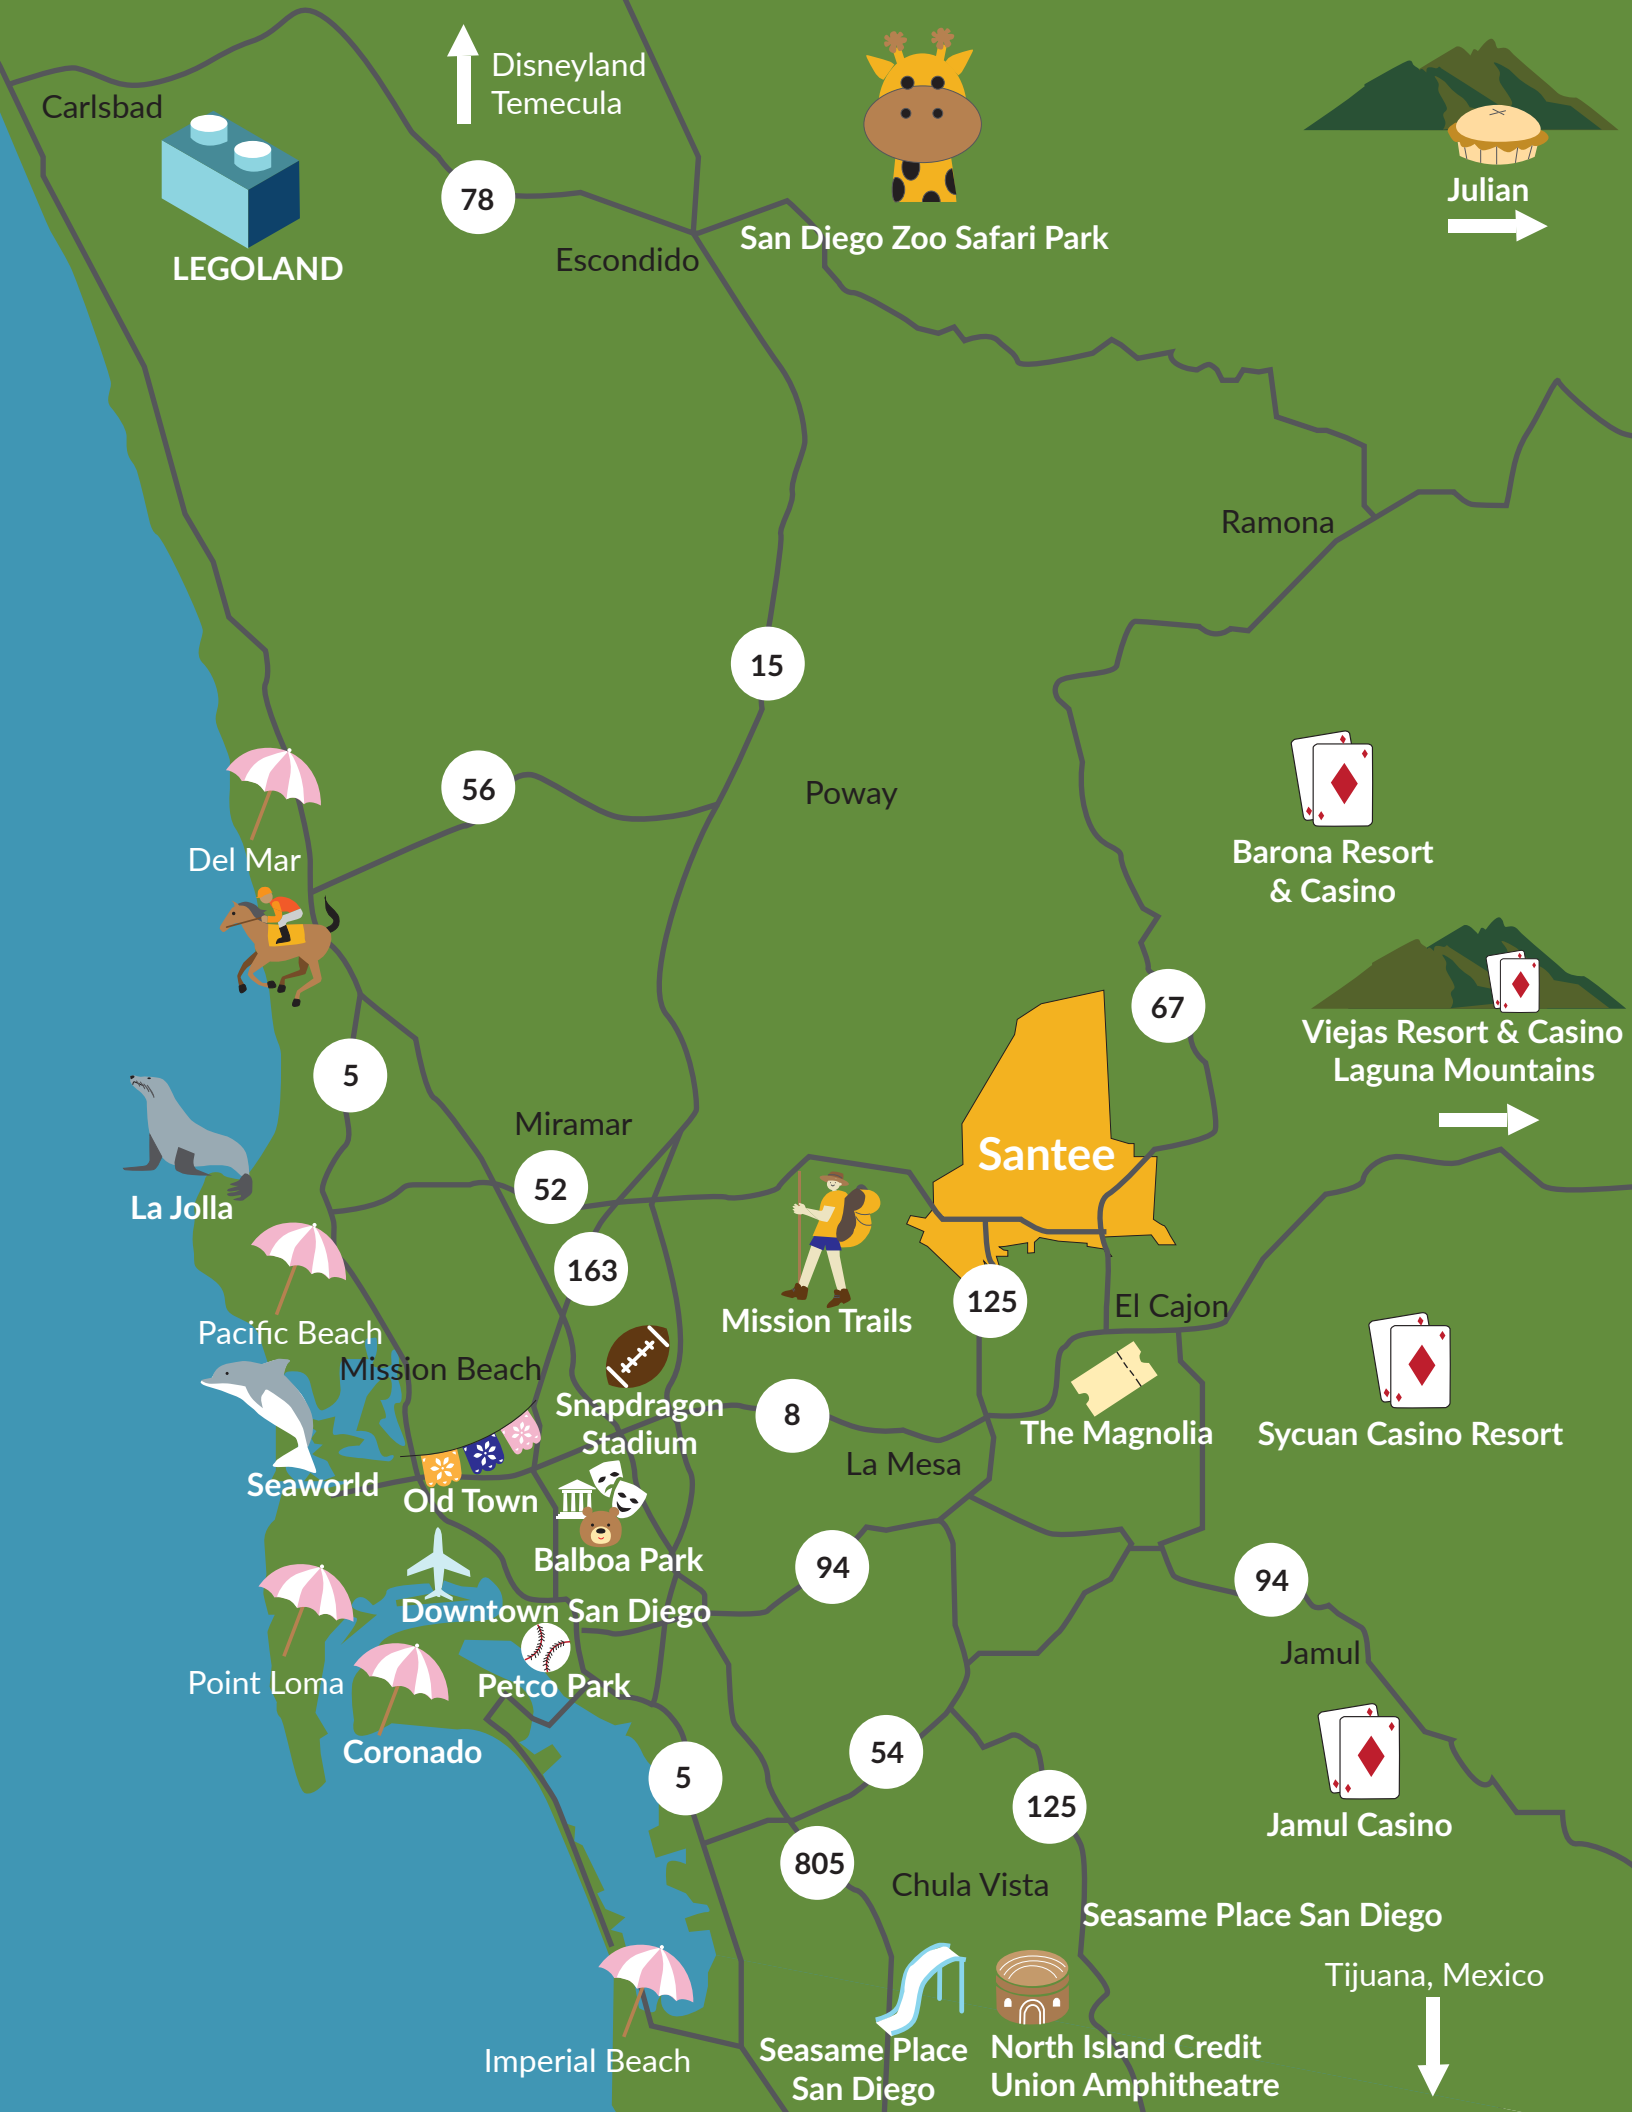 Disneyland
Temecula
Carlsbad
LEGOLAND
78
Escondido
San Diego Zoo Safari Park
Julian
Ramona
15
56
Poway
Del Mar
Barona Resort
& Casino
67
Viejas Resort & Casino
Laguna Mountains
5
Miramar
Santee
52
La Jolla
163
125
El Cajon
Mission Trails
Pacific Beach
Mission Beach
Snapdragon
Stadium
8
The Magnolia
Sycuan Casino Resort
La Mesa
Seaworld
Old Town
Balboa Park
94
94
Downtown San Diego
Jamul
Point Loma
Petco Park
Coronado
54
5
125
Jamul Casino
805
Chula Vista
Seasame Place San Diego
Tijuana, Mexico
Imperial Beach
Seasame Place
San Diego
North Island Credit
Union Amphitheatre